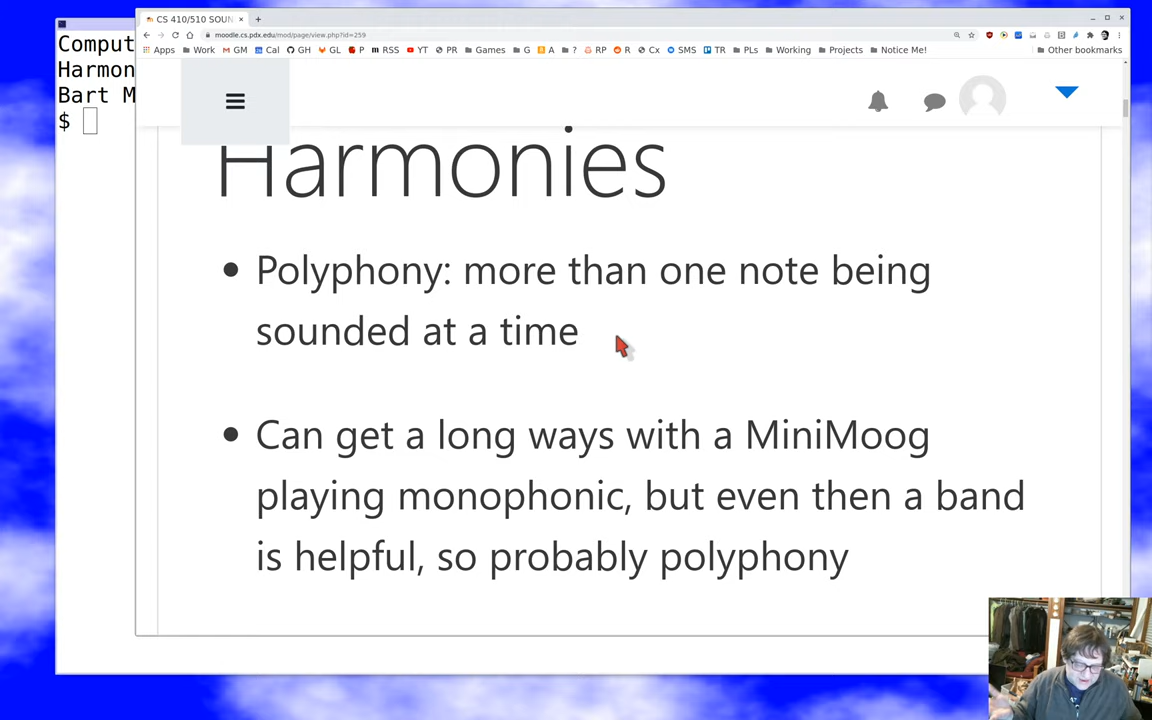 CS 410/510 SOUN
moodle.cs.pdx.edu/mod/page/view.php?id=259
Apps Work GM Cal GH GL P RSS YT PR Games G A ? RP R Cx SMS TR PLs Working Projects Notice Me! Other bookmarks
Comput
Harmon
Bart M
$
Harmonies
• Polyphony: more than one note being
sounded at a time
• Can get a long ways with a MiniMoog
playing monophonic, but even then a band
is helpful, so probably polyphony